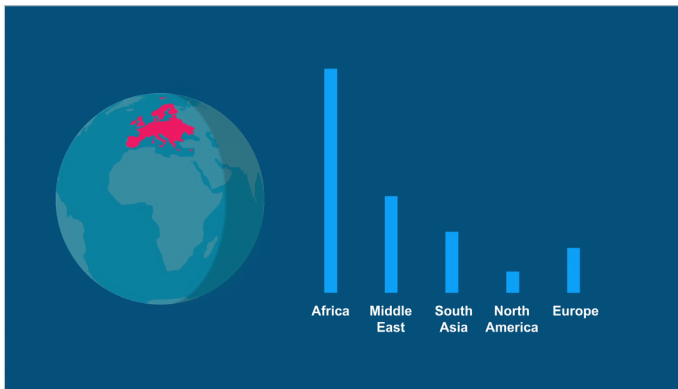 Africa
Middle
East
South
Asia
North
America
Europe